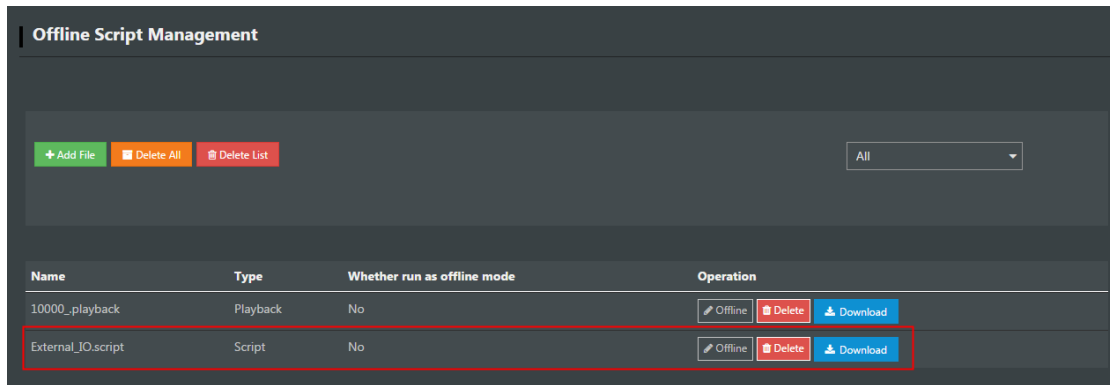 Offline Script Management
Add File Delete All Delete List All
Name Type Whether run as offline mode Operation
10000_.playback Playback No Offline Delete Download
External_IO.script Script No Offline Delete Download